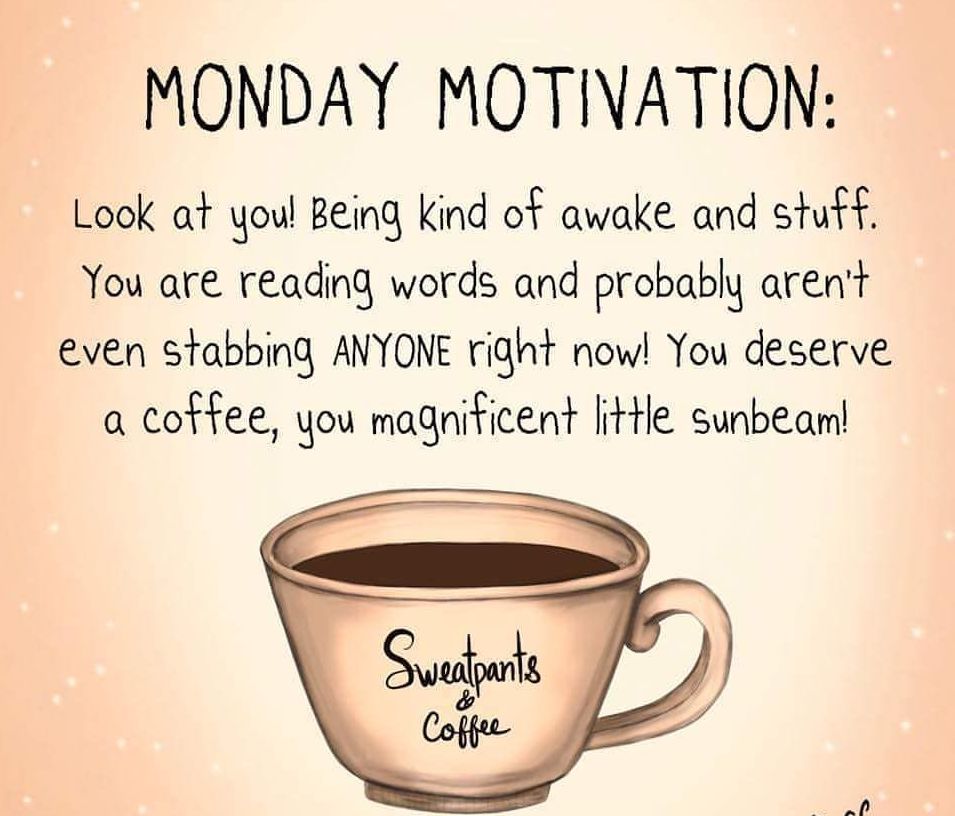 MONDAY MOTIVATION:
Look at you! Being kind of awake and stuff.
You are reading words and probably aren't
even stabbing ANYONE right now! You deserve
a coffee, you magnificent little sunbeam!
Sweatpants
&
Coffee